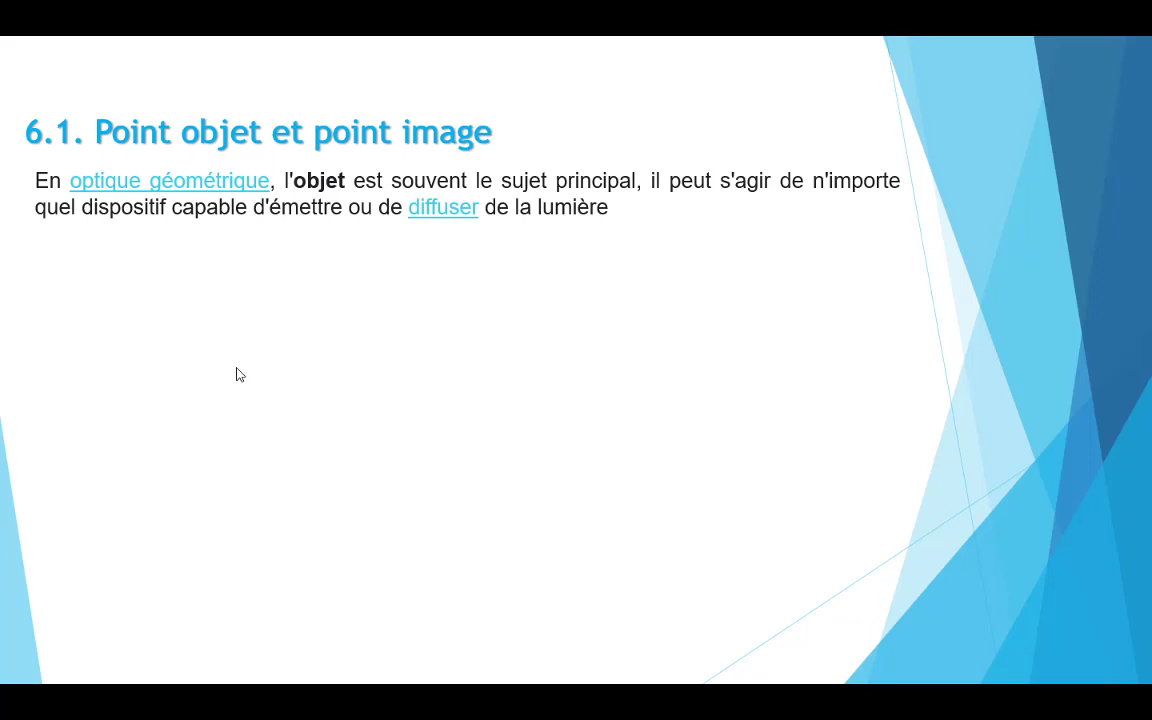 6.1. Point objet et point image
En optique géométrique, l'objet est souvent le sujet principal, il peut s'agir de n'importe
quel dispositif capable d'émettre ou de diffuser de la lumière